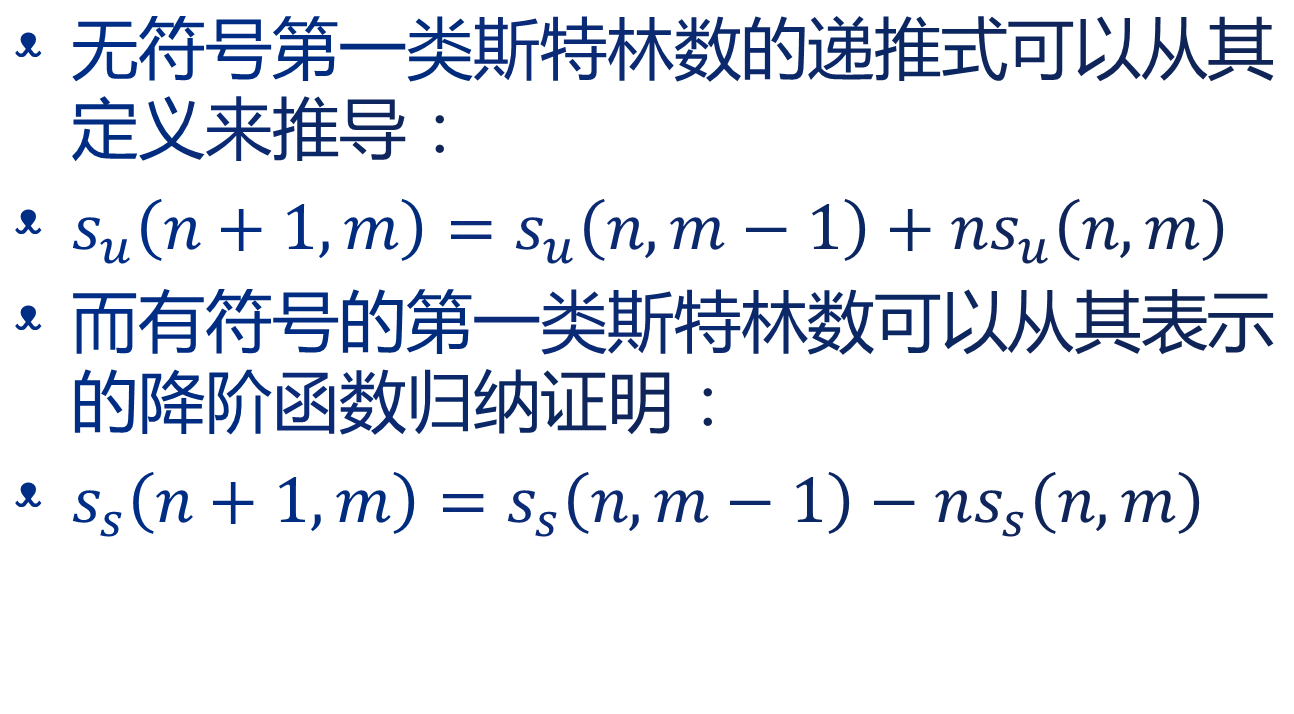 无符号第一类斯特林数的递推式可以从其
定义来推导：
s_u(n + 1, m) = s_u(n, m − 1) + ns_u(n, m)
而有符号的第一类斯特林数可以从其表示
的降阶函数归纳证明：
s_s(n + 1, m) = s_s(n, m − 1) − ns_s(n, m)